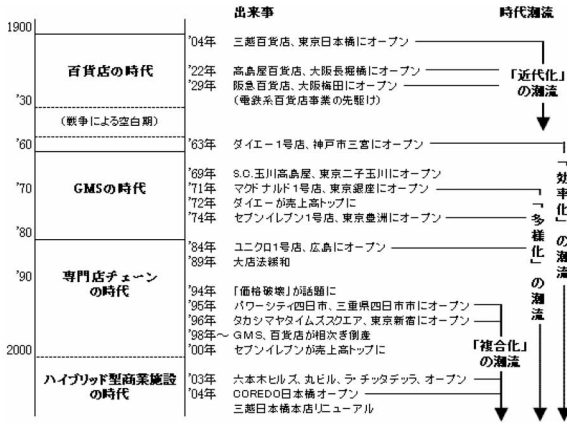 出来事
時代潮流
1900
'04年 三越百貨店、東京日本橋にオープン
百貨店の時代
'22年 高島屋百貨店、大阪長堀橋にオープン
'29年 阪急百貨店、大阪梅田にオープン
(電鉄系百貨店事業の先駆け)
「近代化」
の潮流
'30
(戦争による空白期)
'60
'63年 ダイエー1号店、神戸市三宮にオープン
'69年 S.C.玉川高島屋、東京二子玉川にオープン
'70
GMSの時代
'71年 マクドナルド1号店、東京銀座にオープン
'72年 ダイエーが売上高トップに
'74年 セブンイレブン1号店、東京豊洲にオープン
「効率化」の潮流
「多様化」の潮流
'80
'84年 ユニクロ1号店、広島にオープン
'89年 大店法緩和
'90
専門店チェーン
の時代
'94年 「価格破壊」が話題に
'95年 パワーシティ四日市、三重県四日市市にオープン
'96年 タカシマヤタイムズスクエア、東京新宿にオープン
'98年〜 GMS、百貨店が相次ぎ倒産
'00年 セブンイレブンが売上高トップに
「複合化」
の潮流
2000
ハイブリッド型商業施設
の時代
'03年 六本木ヒルズ、丸ビル、ラ・チッタデッラ、オープン
'04年 COREDO日本橋オープン
三越日本橋本店リニューアル